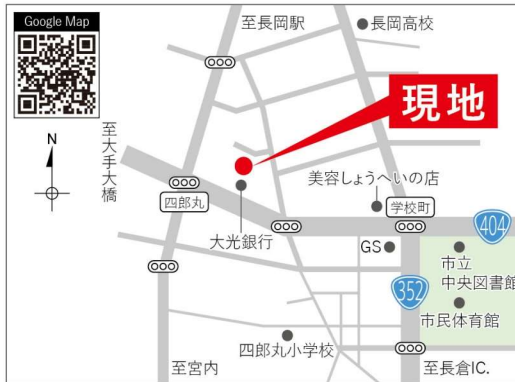 Google Map
至長岡駅
長岡高校
N
至大手大橋
現地
四郎丸
大光銀行
美容しょうへいの店
学校町
404
GS
市立
中央図書館
352
市民体育館
四郎丸小学校
至宮内
至長倉IC.